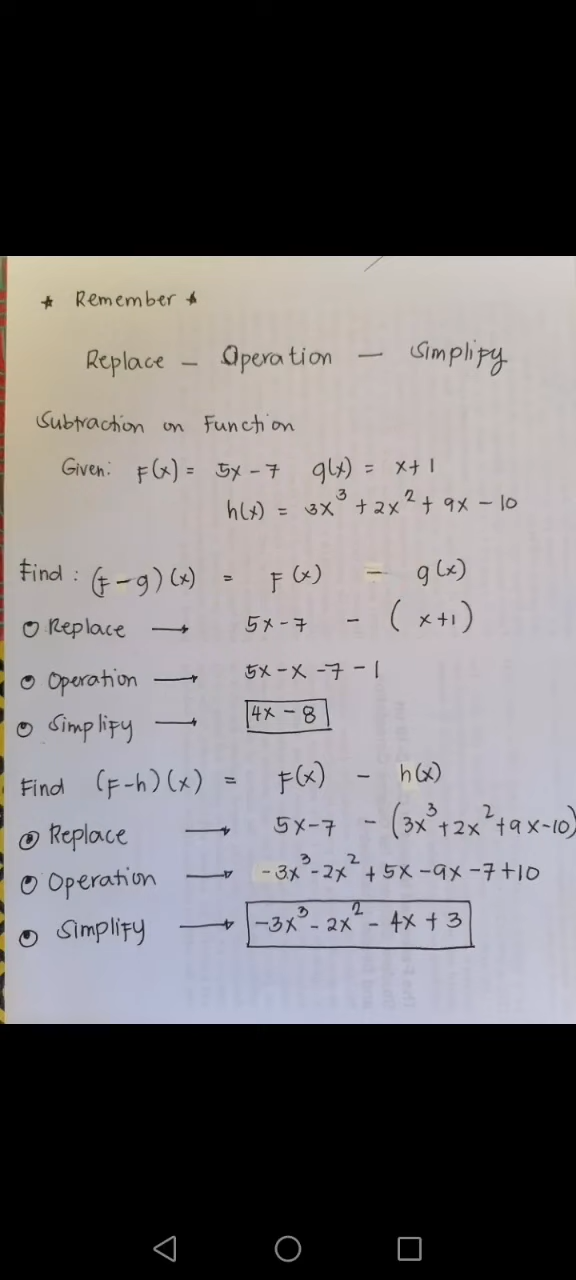 * Remember *
Replace - Operation - Simplify
Subtraction on Function
Given: F(x) = 5x - 7 g(x) = x + 1
h(x) = 3x³ + 2x² + 9x - 10
Find : (F - g)(x) = F(x) - g(x)
Replace → 5x - 7 - (x+1)
Operation → 5x - x - 7 - 1
Simplify → 4x - 8
Find (F-h)(x) = F(x) - h(x)
Replace → 5x - 7 - (3x³ + 2x² + 9x - 10)
Operation → -3x³ - 2x² + 5x - 9x - 7 + 10
Simplify → -3x³ - 2x² - 4x + 3